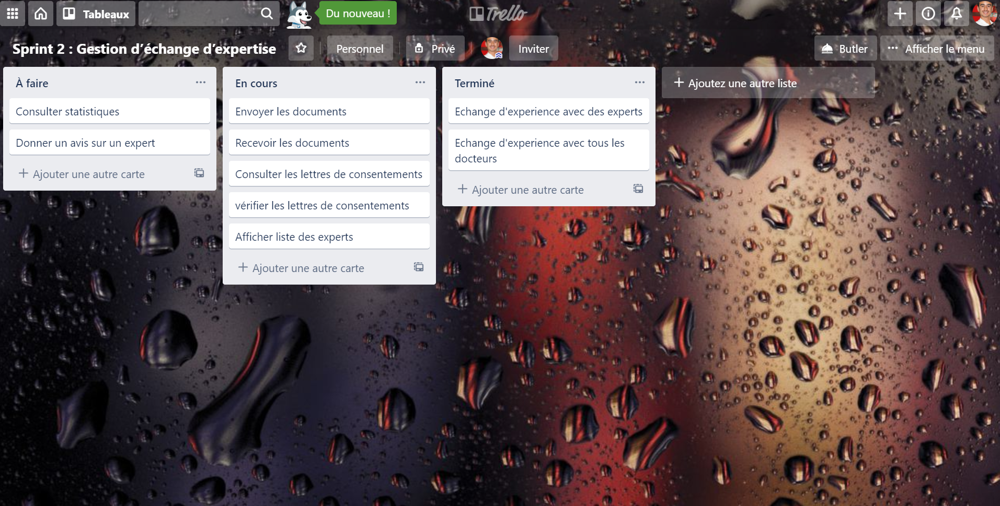 Tableaux
Du nouveau !
Trello
Sprint 2 : Gestion d’échange d’expertise
Personnel
Privé
Inviter
Butler
Afficher le menu
À faire
Consulter statistiques
Donner un avis sur un expert
Ajouter une autre carte
En cours
Envoyer les documents
Recevoir les documents
Consulter les lettres de consentements
vérifier les lettres de consentements
Afficher liste des experts
Ajouter une autre carte
Terminé
Echange d'experience avec des experts
Echange d'experience avec tous les
docteurs
Ajouter une autre carte
Ajoutez une autre liste